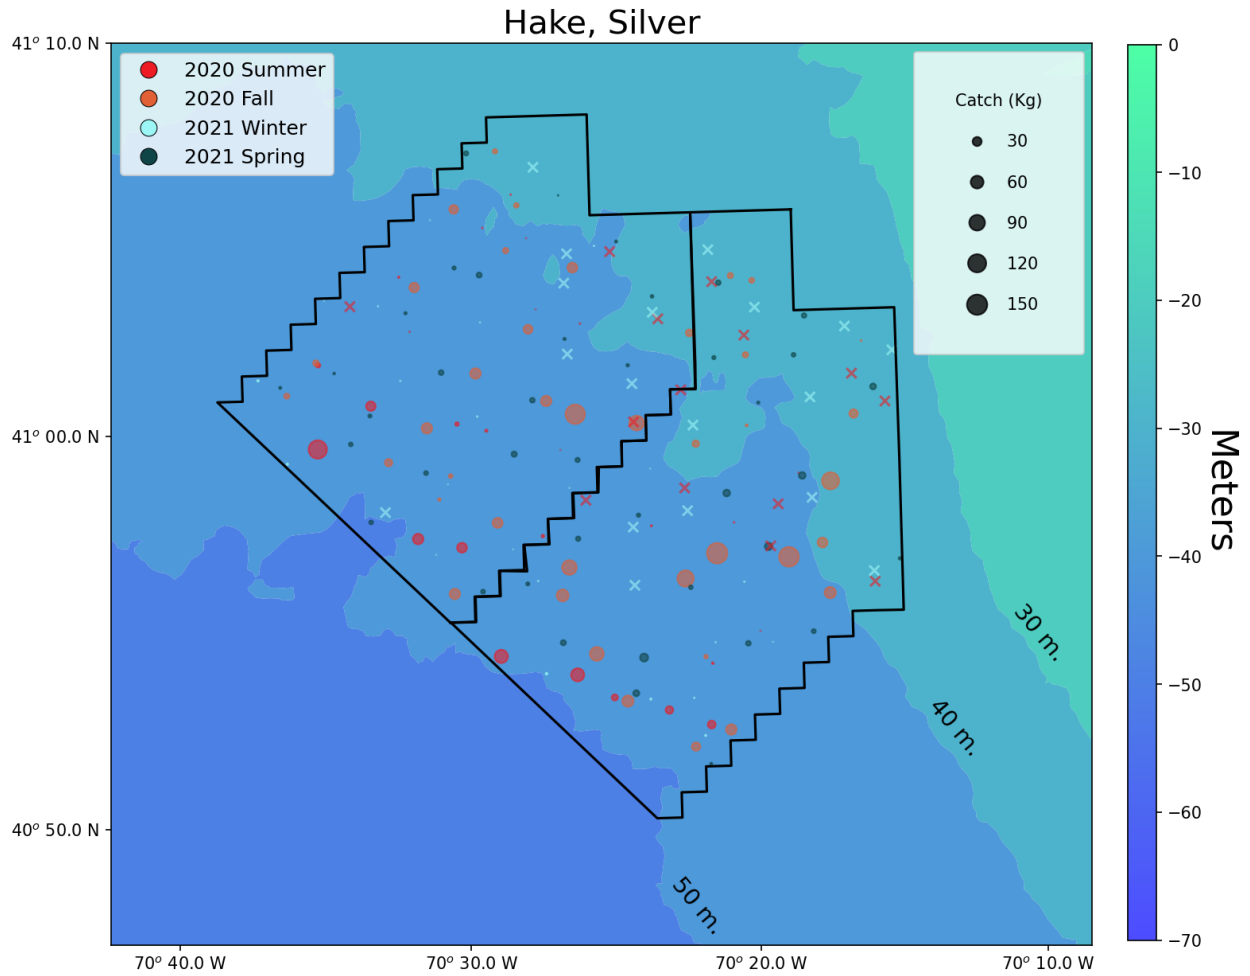 Hake, Silver
41° 10.0 N
41° 00.0 N
40° 50.0 N
2020 Summer
2020 Fall
2021 Winter
2021 Spring
Catch (Kg)
30
60
90
120
150
30 m.
40 m.
50 m.
70° 40.0 W
70° 30.0 W
70° 20.0 W
70° 10.0 W
0
−10
−20
−30
−40
−50
−60
−70
Meters